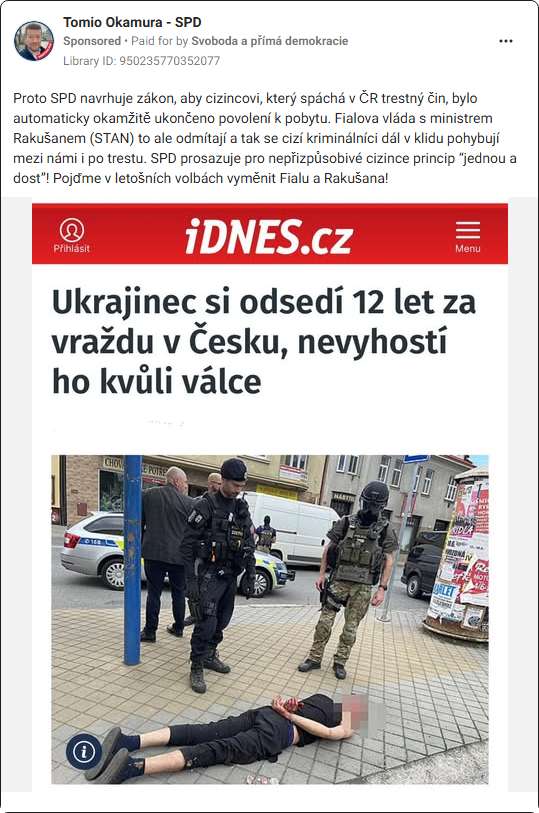 Tomio Okamura - SPD
Sponsored • Paid for by Svoboda a přímá demokracie
Library ID: 950235770352077
Proto SPD navrhuje zákon, aby cizincovi, který spáchá v ČR trestný čin, bylo
automaticky okamžitě ukončeno povolení k pobytu. Fialova vláda s ministrem
Rakušanem (STAN) to ale odmítají a tak se cizí kriminálníci dál v klidu pohybují
mezi námi i po trestu. SPD prosazuje pro nepřizpůsobivé cizince princip "jednou a
dost"! Pojďme v letošních volbách vyměnit Fialu a Rakušana!
Přihlásit
iDNES.cz
Menu
Ukrajinec si odsedí 12 let za
vraždu v Česku, nevyhostí
ho kvůli válce